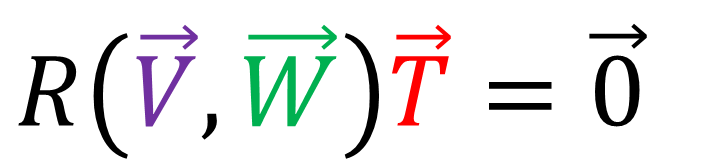 R(V⃗, W⃗)T⃗ = 0⃗